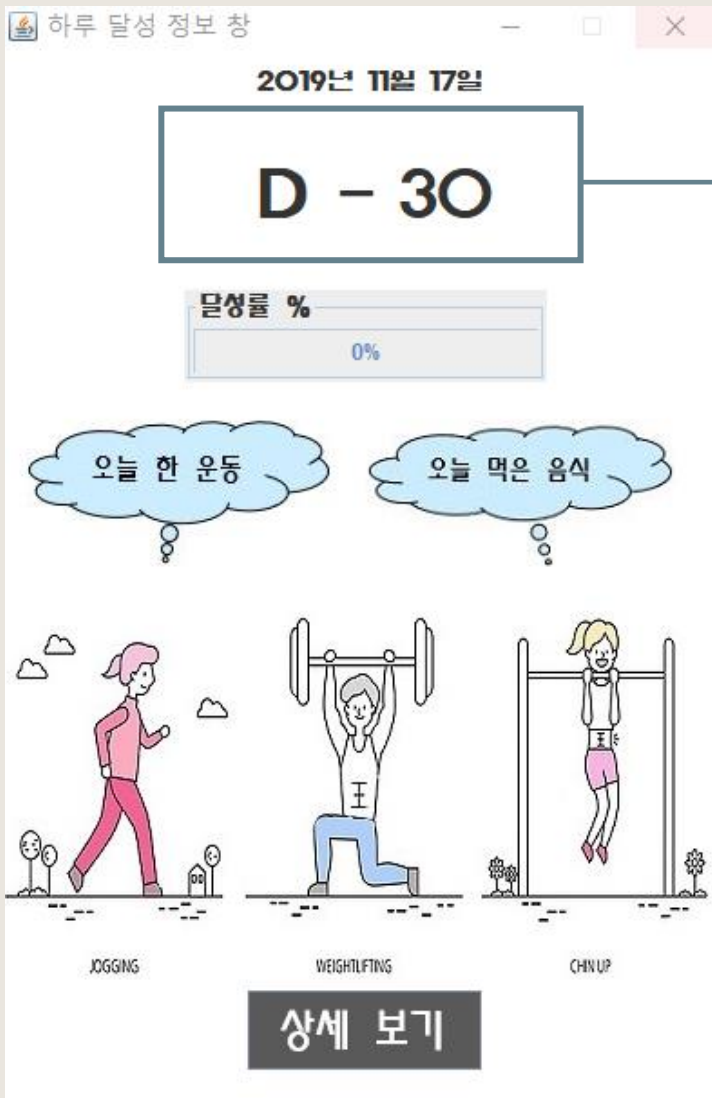 하루 달성 정보 창
2019년 11월 17일
D - 30
달성률 %
0%
오늘 한 운동
오늘 먹은 음식
王
王
JOGGING
WEIGHTLIFTING
CHIN UP
상세 보기